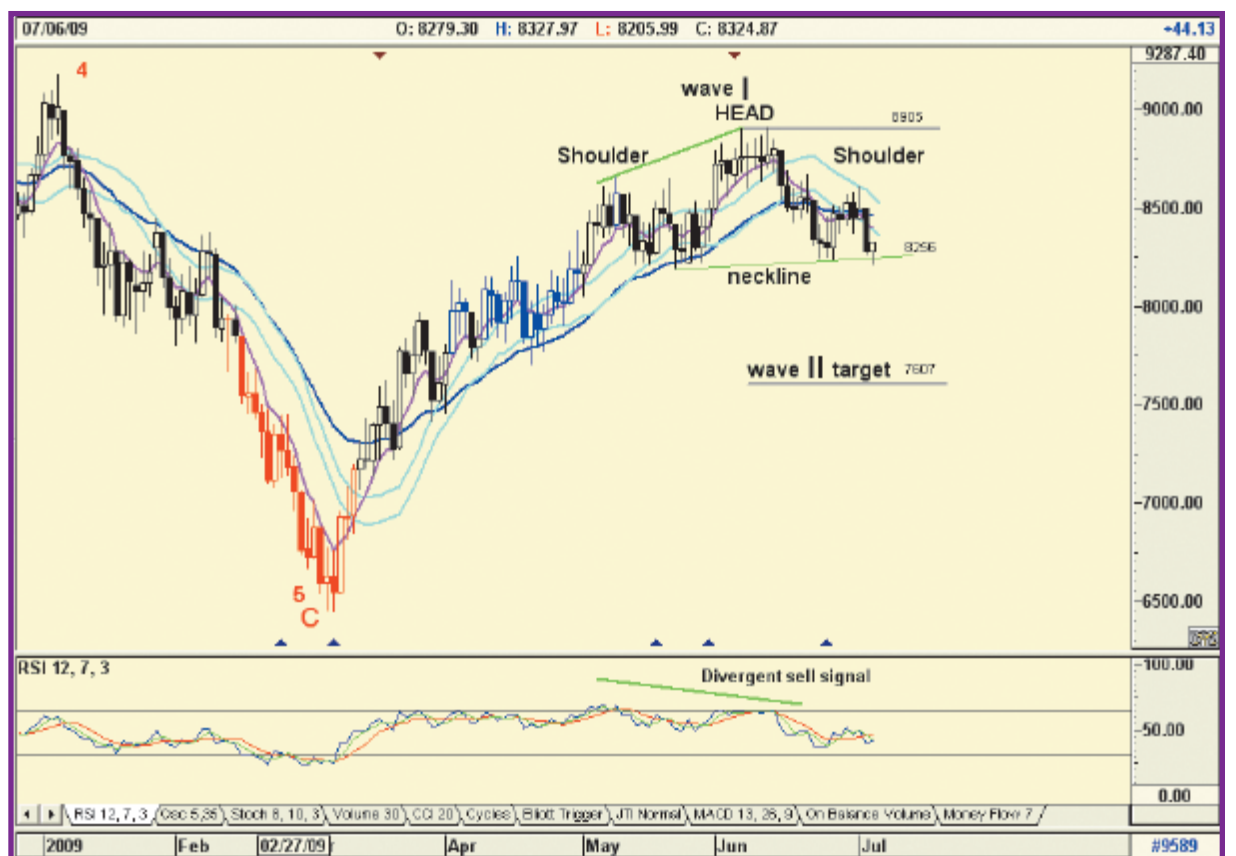 07/06/09 O: 8279.30 H: 8327.97 L: 8205.99 C: 8324.87 +44.13
9287.40
4
wave I
HEAD
8905
9000.00
Shoulder
Shoulder
8500.00
8256
neckline
8000.00
wave II target 7607
7500.00
7000.00
5
C
6500.00
RSI 12, 7, 3
Divergent sell signal
100.00
50.00
0.00
RSI 12, 7, 3 Osc 5,35 Stoch 8, 10, 3 Volume 30 CCI 20 Cycles Elliott Trigger JTI Normal MACD 13, 26, 9 On Balance Volume Money Flow 7
2009 Feb 02/27/09 Apr May Jun Jul #9589